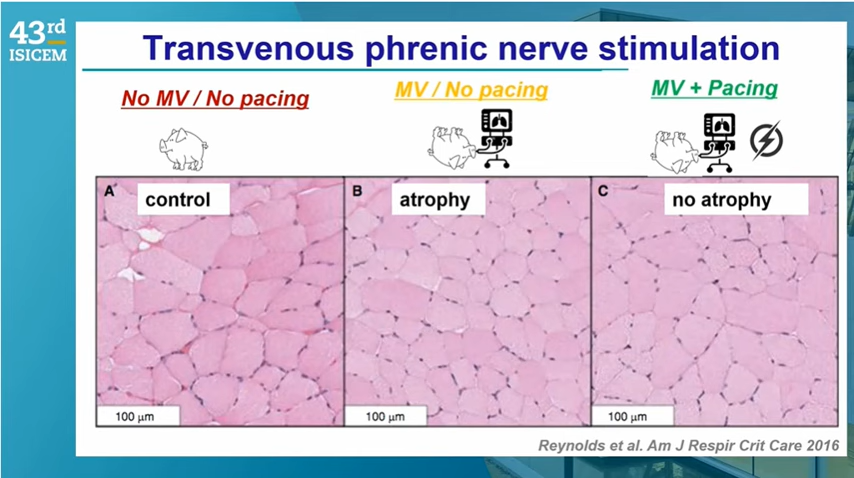 43rd
ISICEM
Transvenous phrenic nerve stimulation
No MV / No pacing
MV / No pacing
MV + Pacing
A
control
B
atrophy
C
no atrophy
100 µm
100 µm
100 µm
Reynolds et al. Am J Respir Crit Care 2016